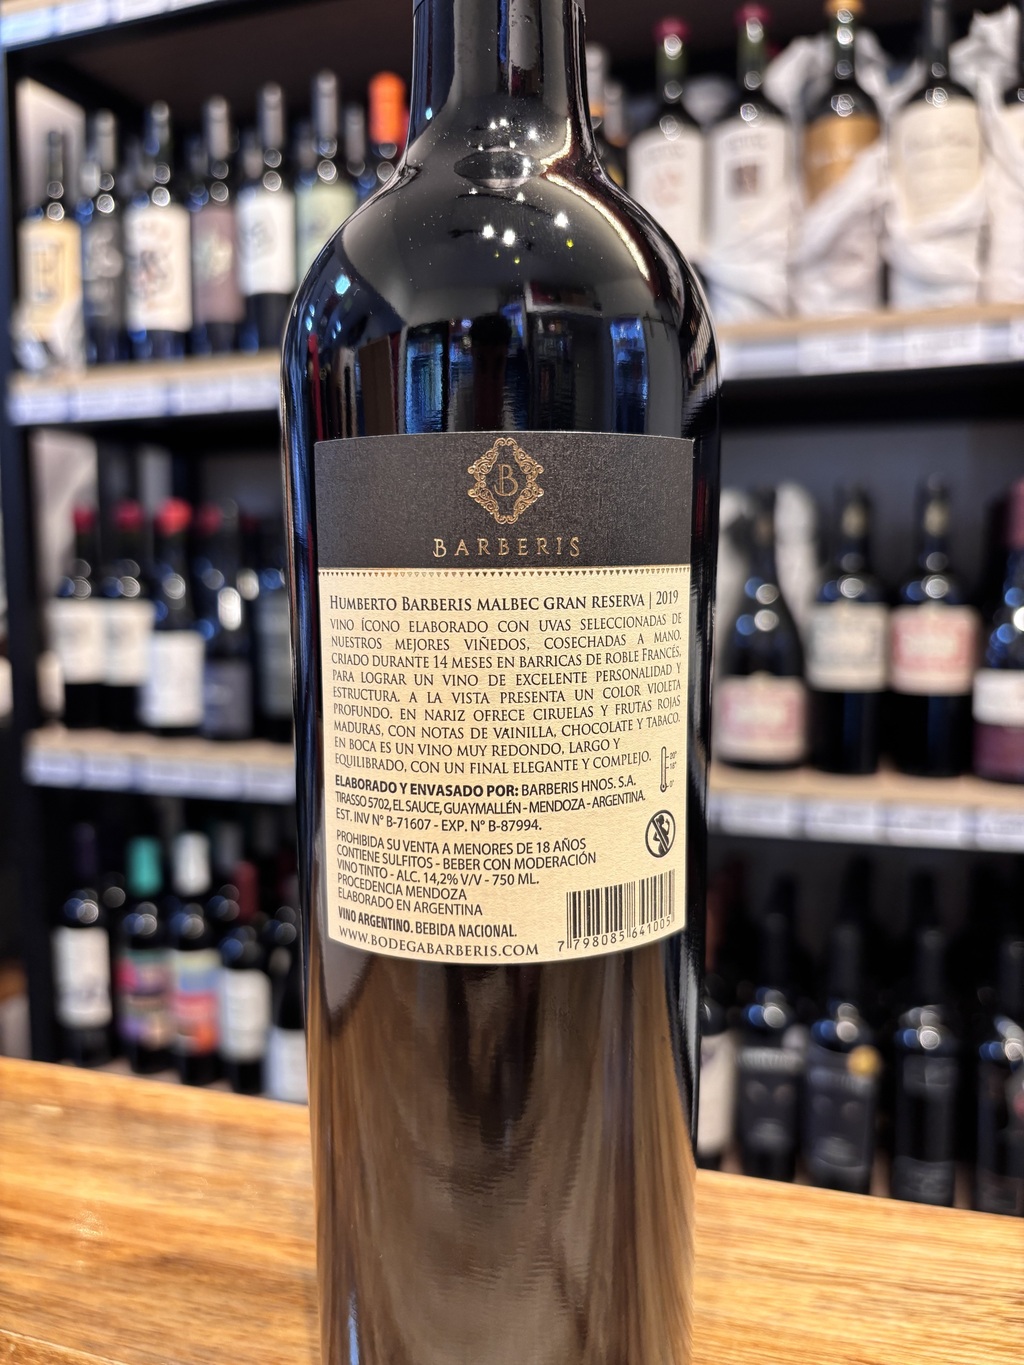 B
BARBERIS
HUMBERTO BARBERIS MALBEC GRAN RESERVA | 2019
VINO ÍCONO ELABORADO CON UVAS SELECCIONADAS DE
NUESTROS MEJORES VIÑEDOS, COSECHADAS A MANO.
CRIADO DURANTE 14 MESES EN BARRICAS DE ROBLE FRANCÉS,
PARA LOGRAR UN VINO DE EXCELENTE PERSONALIDAD Y
ESTRUCTURA. A LA VISTA PRESENTA UN COLOR VIOLETA
PROFUNDO. EN NARIZ OFRECE CIRUELAS Y FRUTAS ROJAS
MADURAS, CON NOTAS DE VAINILLA, CHOCOLATE Y TABACO.
EN BOCA ES UN VINO MUY REDONDO, LARGO Y
EQUILIBRADO, CON UN FINAL ELEGANTE Y COMPLEJO.
ELABORADO Y ENVASADO POR: BARBERIS HNOS. S.A.
TIRASSO 5702, EL SAUCE, GUAYMALLÉN - MENDOZA - ARGENTINA.
EST. INV Nº B-71607 - EXP. Nº B-87994.
PROHIBIDA SU VENTA A MENORES DE 18 AÑOS
CONTIENE SULFITOS - BEBER CON MODERACIÓN
VINO TINTO - ALC. 14,2% V/V - 750 ML.
PROCEDENCIA MENDOZA
ELABORADO EN ARGENTINA
VINO ARGENTINO. BEBIDA NACIONAL.
WWW.BODEGABARBERIS.COM
7 798085 641005